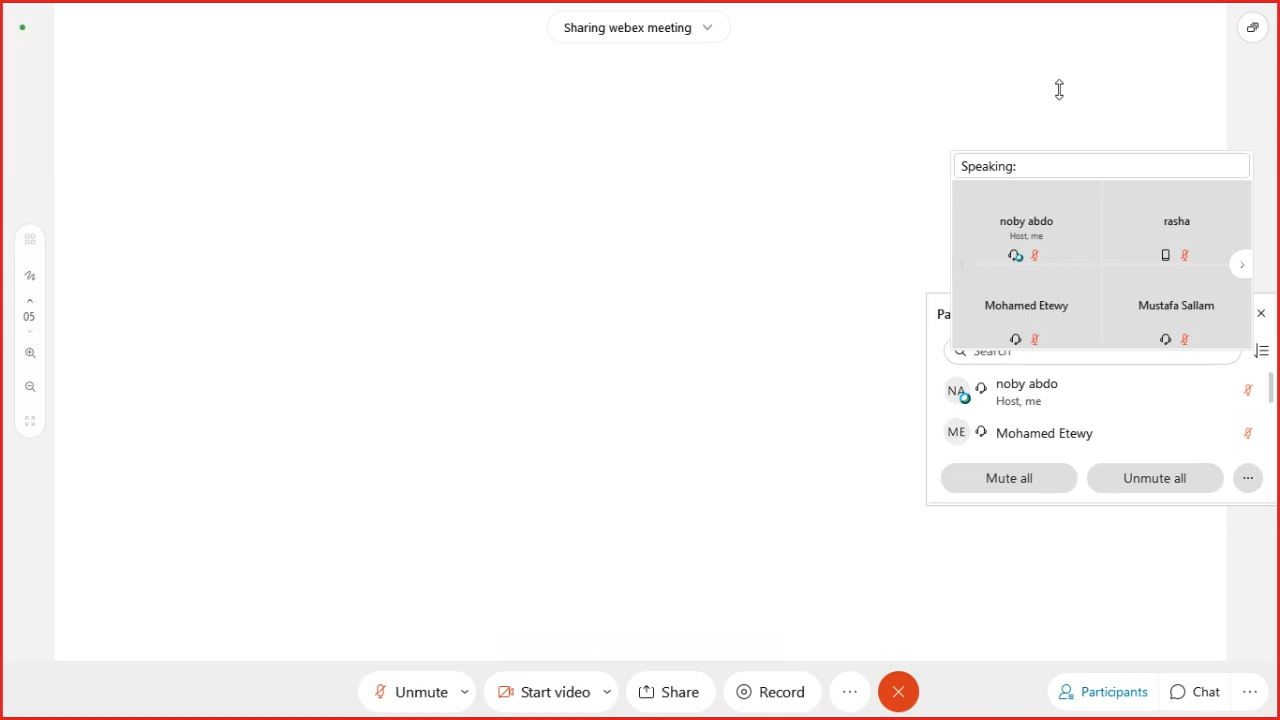 Sharing webex meeting
Speaking:
noby abdo
Host, me
rasha
Mohamed Etewy
Mustafa Sallam
05
Pa
Search
NA
noby abdo
Host, me
ME
Mohamed Etewy
Mute all
Unmute all
Unmute
Start video
Share
Record
Participants
Chat